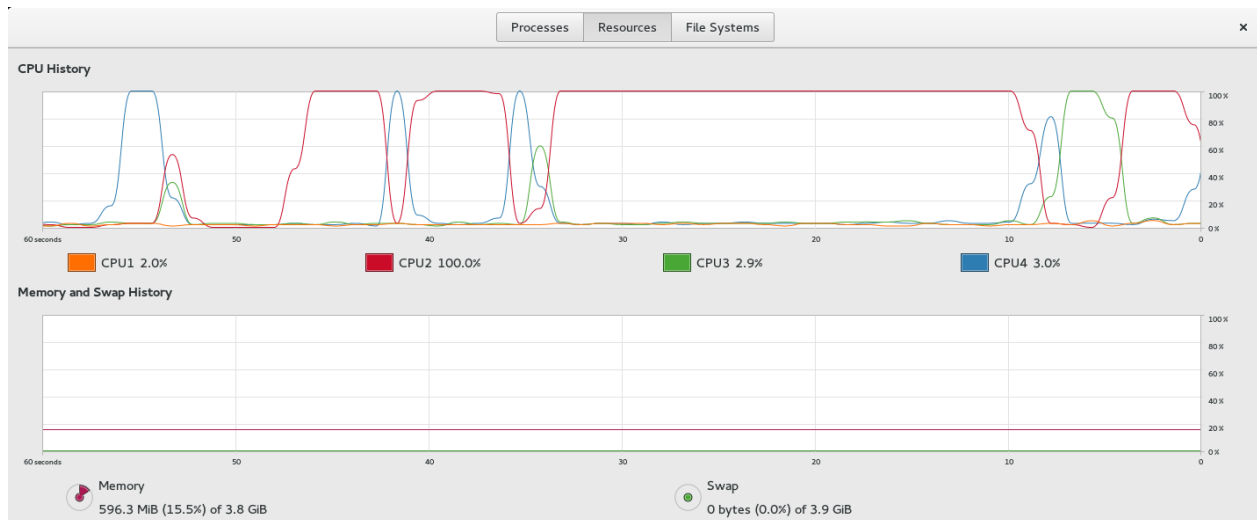 Processes Resources File Systems ×
CPU History
100 %
80 %
60 %
40 %
20 %
0 %
60 seconds 50 40 30 20 10 0
CPU1 2.0% CPU2 100.0% CPU3 2.9% CPU4 3.0%
Memory and Swap History
100 %
80 %
60 %
40 %
20 %
0 %
60 seconds 50 40 30 20 10 0
Memory Swap
596.3 MiB (15.5%) of 3.8 GiB 0 bytes (0.0%) of 3.9 GiB